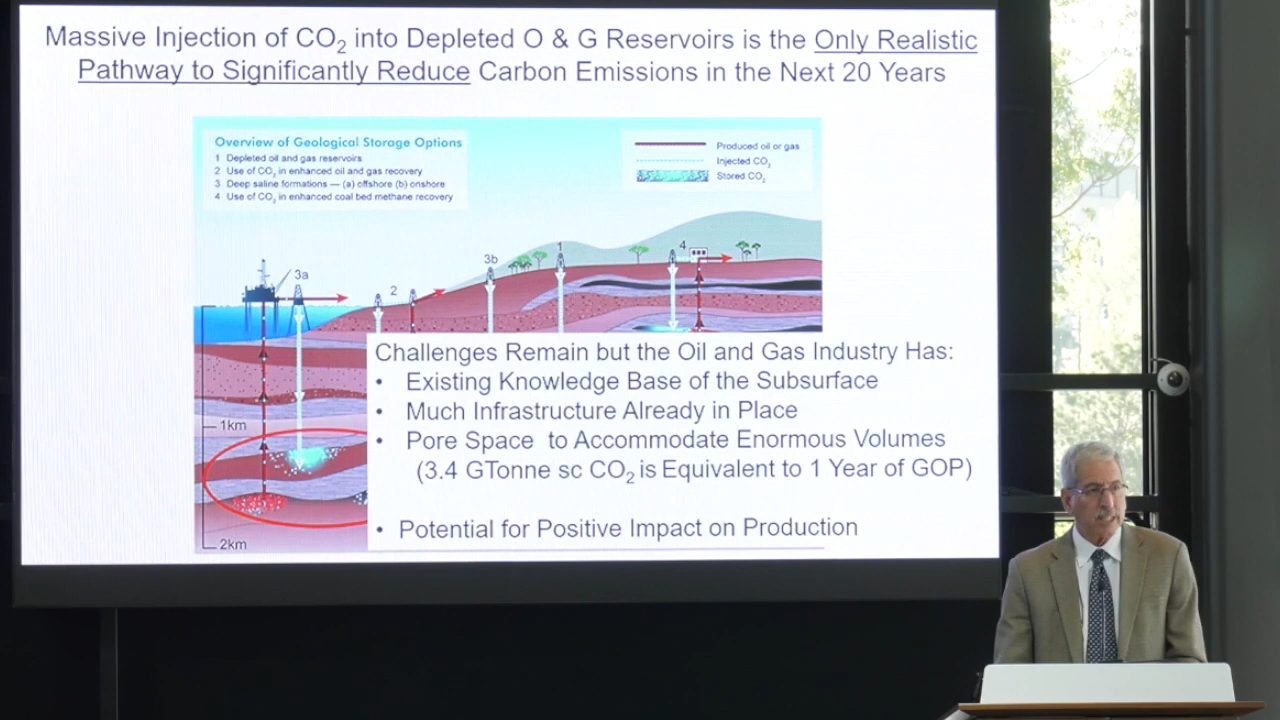 Massive Injection of CO₂ into Depleted O & G Reservoirs is the Only Realistic
Pathway to Significantly Reduce Carbon Emissions in the Next 20 Years
Overview of Geological Storage Options
1 Depleted oil and gas reservoirs
2 Use of CO₂ in enhanced oil and gas recovery
3 Deep saline formations — (a) offshore (b) onshore
4 Use of CO₂ in enhanced coal bed methane recovery
Produced oil or gas
Injected CO₂
Stored CO₂
3a
2
3b
1
4
1km
2km
Challenges Remain but the Oil and Gas Industry Has:
• Existing Knowledge Base of the Subsurface
• Much Infrastructure Already in Place
• Pore Space to Accommodate Enormous Volumes
(3.4 GTonne sc CO₂ is Equivalent to 1 Year of GOP)
• Potential for Positive Impact on Production